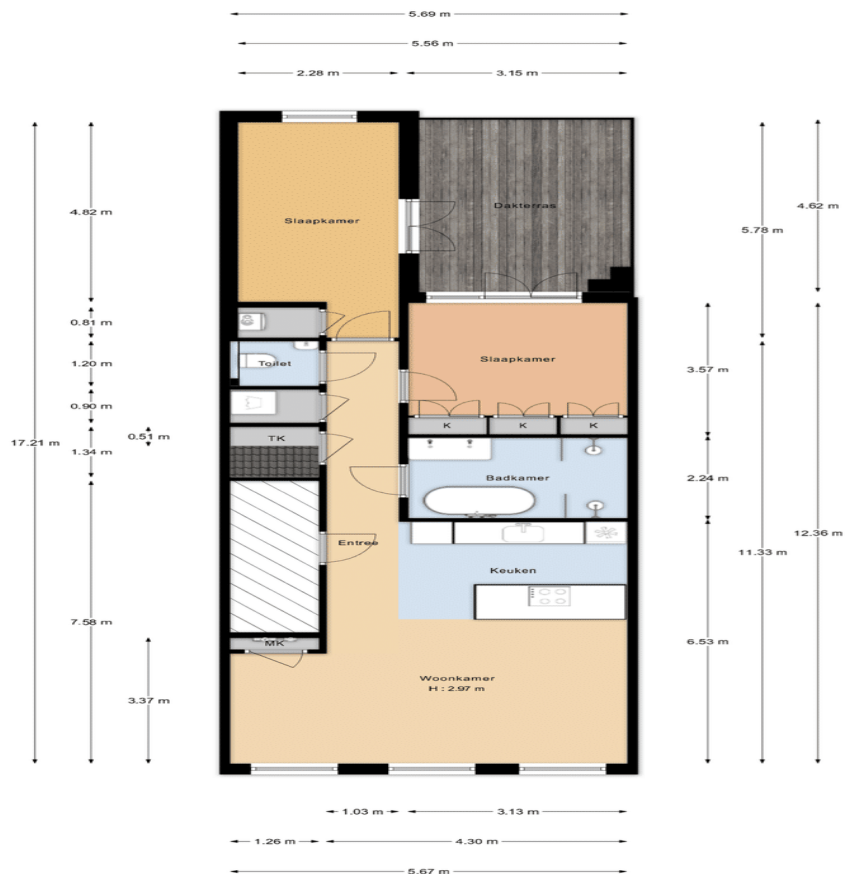 5.69 m
5.56 m
2.28 m
3.15 m
Slaapkamer
Dakterras
4.82 m
4.62 m
5.78 m
0.81 m
Toilet
1.20 m
Slaapkamer
3.57 m
0.90 m
K
K
K
TK
0.51 m
17.21 m
1.34 m
Badkamer
2.24 m
12.36 m
Entree
11.33 m
Keuken
7.58 m
MK
6.53 m
Woonkamer
H : 2.97 m
3.37 m
1.03 m
3.13 m
1.26 m
4.30 m
5.67 m